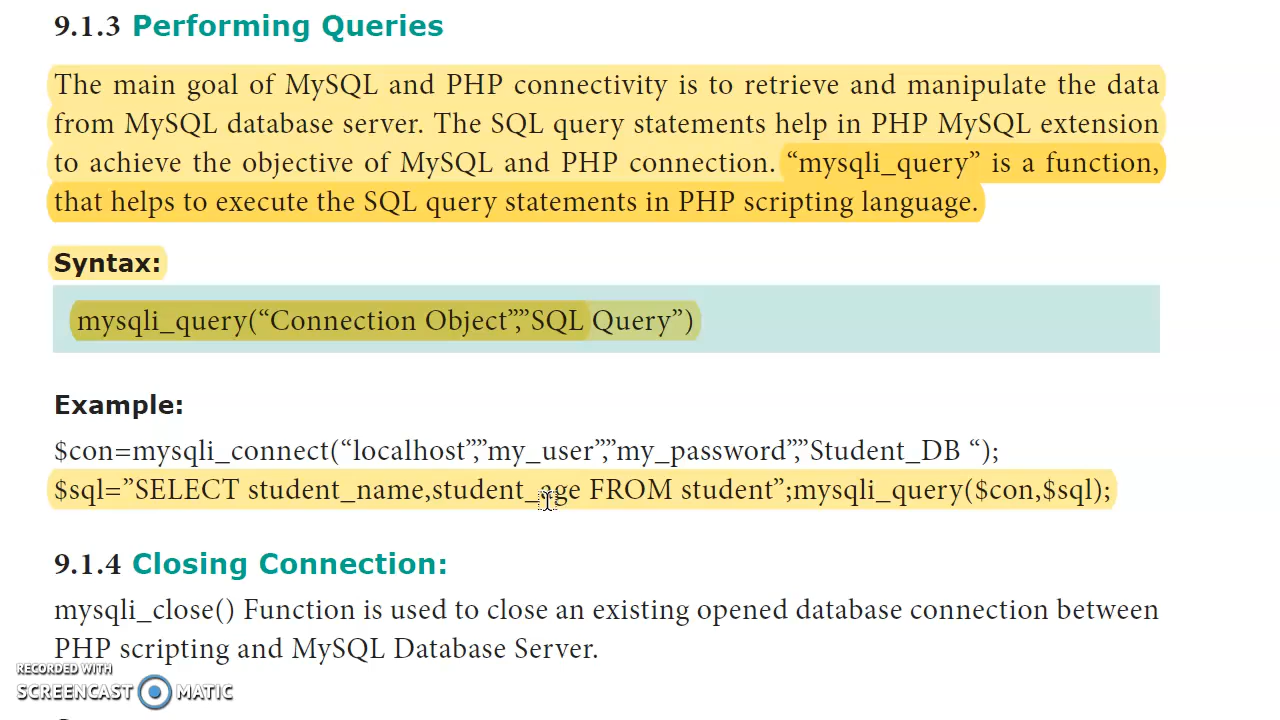 9.1.3 Performing Queries
The main goal of MySQL and PHP connectivity is to retrieve and manipulate the data
from MySQL database server. The SQL query statements help in PHP MySQL extension
to achieve the objective of MySQL and PHP connection. “mysqli_query” is a function,
that helps to execute the SQL query statements in PHP scripting language.
Syntax:
mysqli_query(“Connection Object”,”SQL Query”)
Example:
$con=mysqli_connect(“localhost”,”my_user”,”my_password”,”Student_DB “);
$sql=”SELECT student_name,student_age FROM student”;mysqli_query($con,$sql);
9.1.4 Closing Connection:
mysqli_close() Function is used to close an existing opened database connection between
PHP scripting and MySQL Database Server.
RECORDED WITH
SCREENCAST MATIC